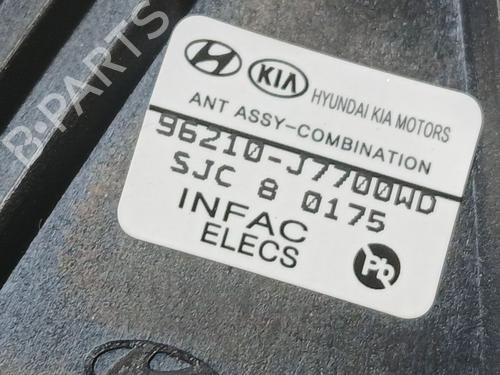 KIA HYUNDAI KIA MOTORS
ANT ASSY-COMBINATION
96210-J7700WD
SJC 8 0175
INFAC
ELECS
Pb
B-PARTS